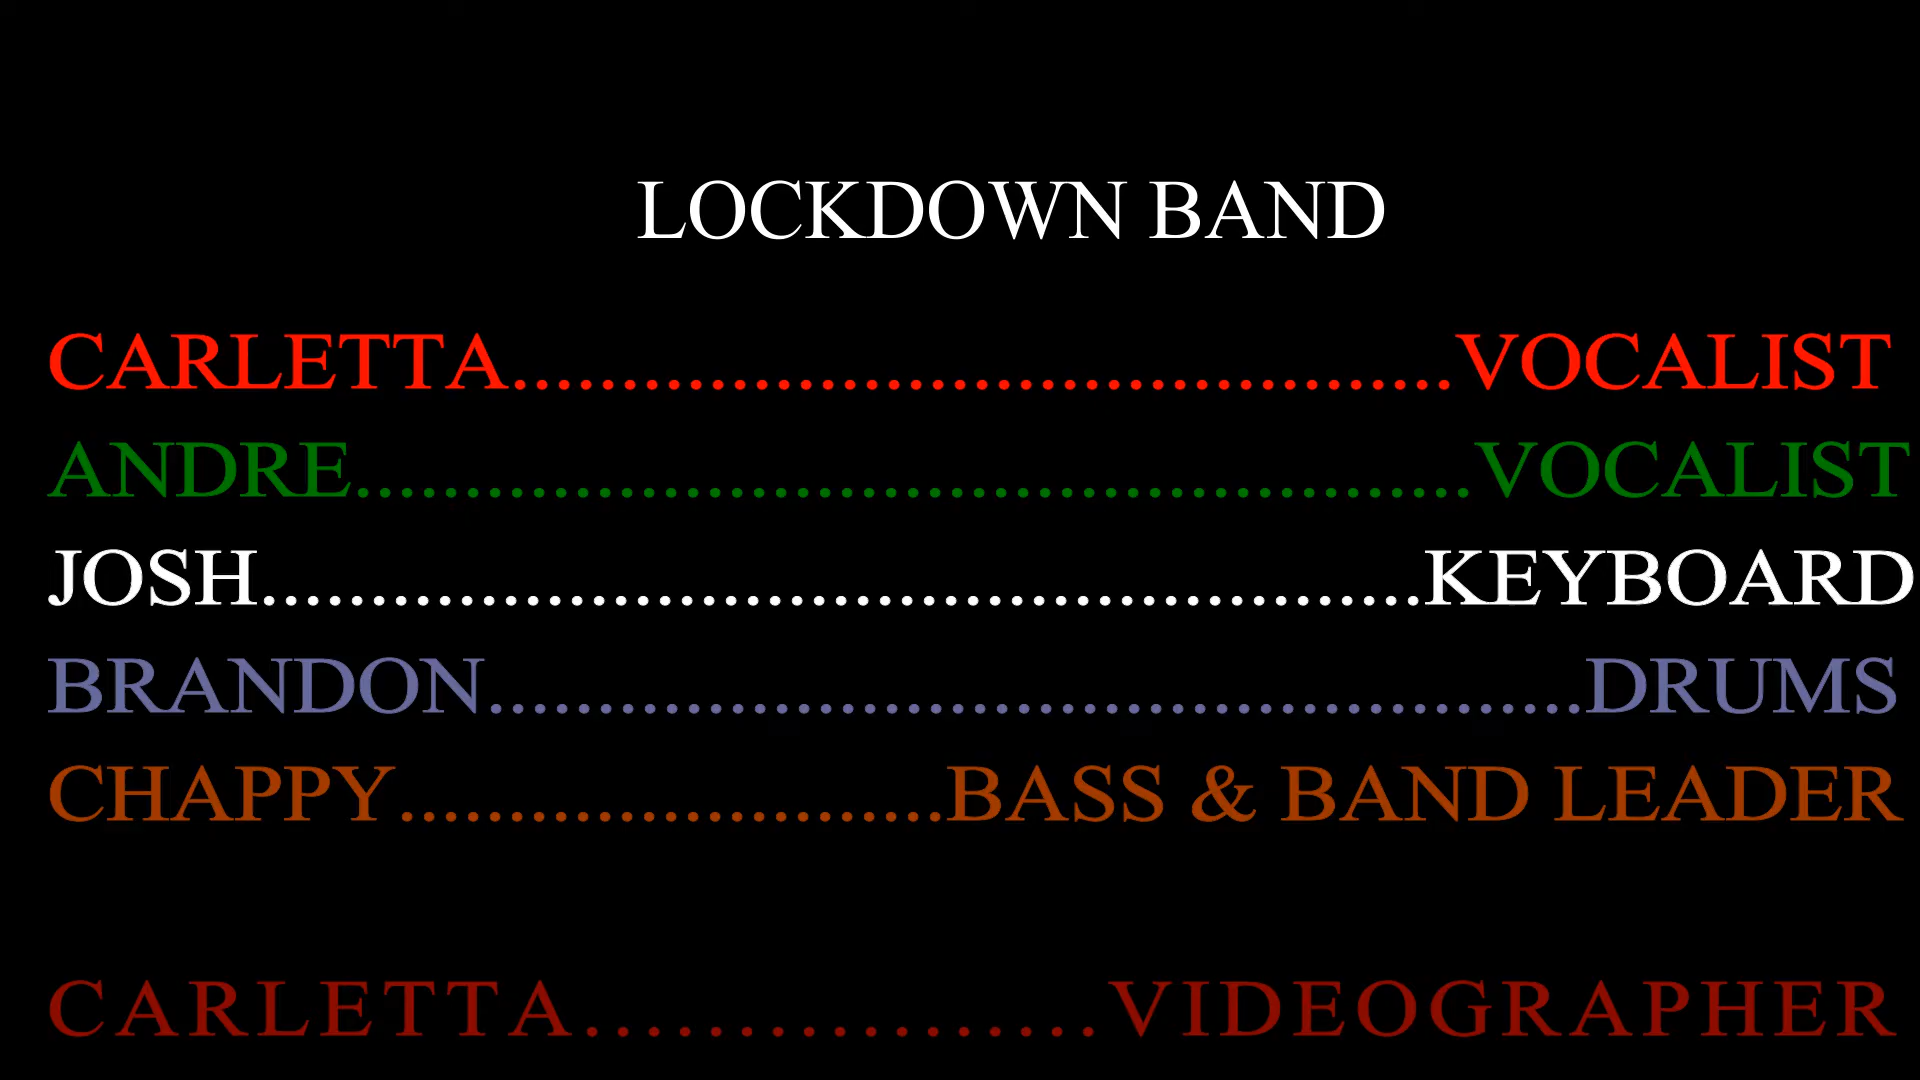 LOCKDOWN BAND
CARLETTA...........................................VOCALIST
ANDRE...................................................VOCALIST
JOSH.....................................................KEYBOARD
BRANDON..................................................DRUMS
CHAPPY.........................BASS & BAND LEADER
CARLETTA.................VIDEOGRAPHER